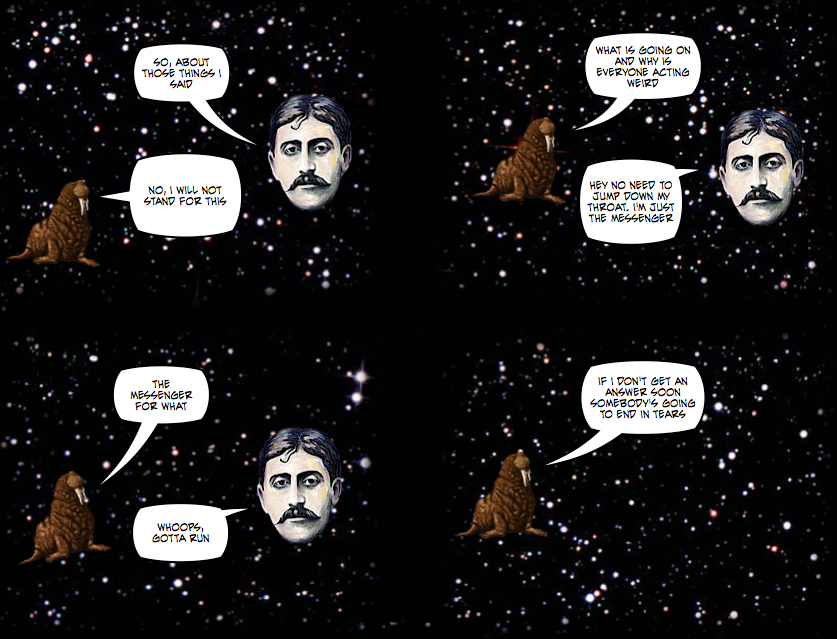 SO, ABOUT
THOSE THINGS I
SAID
NO, I WILL NOT
STAND FOR THIS
WHAT IS GOING ON
AND WHY IS
EVERYONE ACTING
WEIRD
HEY NO NEED TO
JUMP DOWN MY
THROAT. I'M JUST
THE MESSENGER
THE
MESSENGER
FOR WHAT
WHOOPS,
GOTTA RUN
IF I DON'T GET AN
ANSWER SOON
SOMEBODY'S GOING
TO END IN TEARS